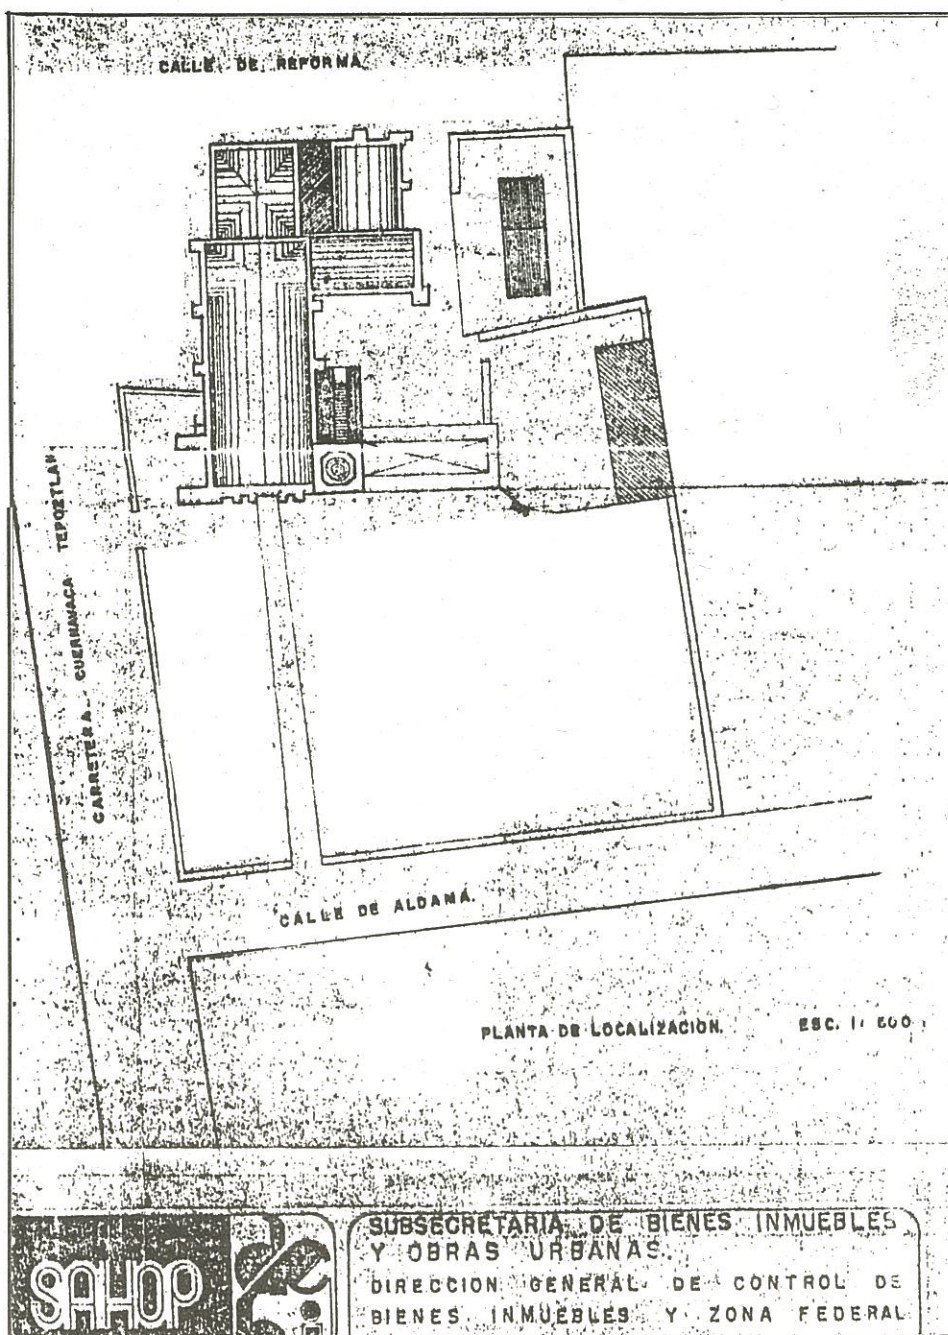 CALLE DE REFORMA.
CARRETERA CUERNAVACA TEPOZTLAN
CALLE DE ALDAMA.
PLANTA DE LOCALIZACION. ESC. 1:
SAHOP
SUBSECRETARIA DE BIENES INMUEBLES
Y OBRAS URBANAS.
DIRECCION GENERAL DE CONTROL DE
BIENES INMUEBLES Y ZONA FEDERAL